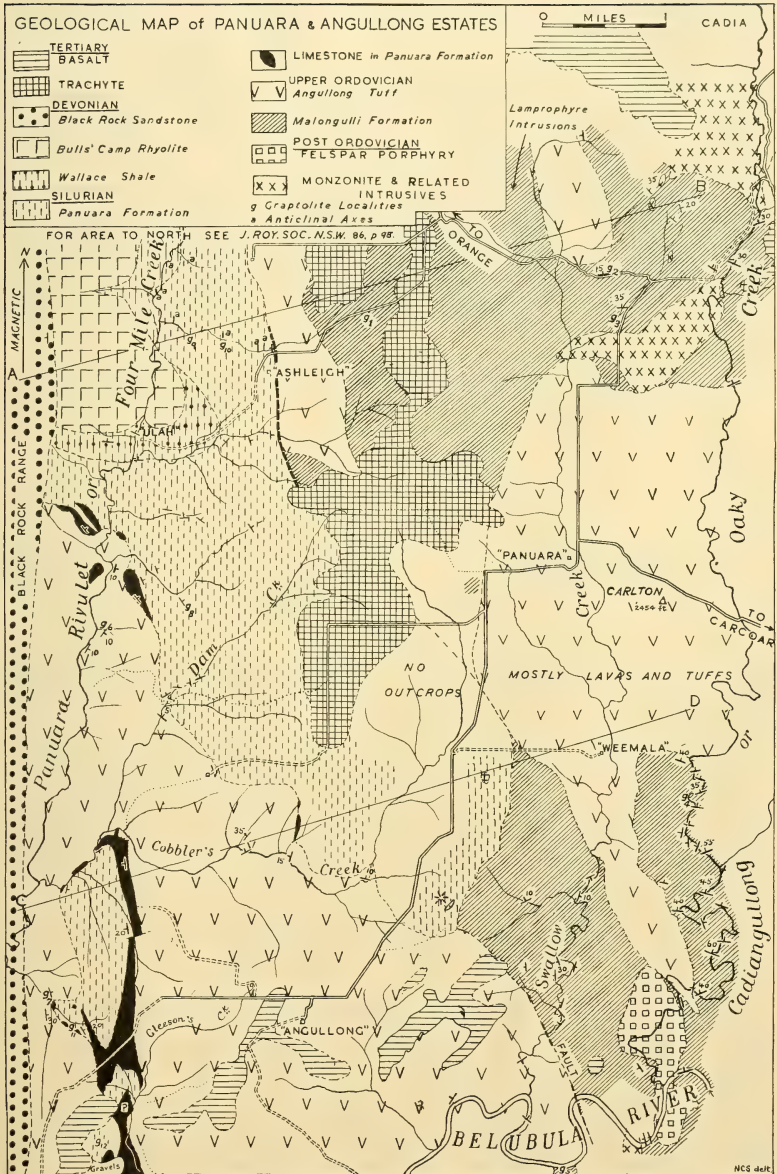 GEOLOGICAL MAP of PANUARA & ANGULLONG ESTATES
TERTIARY
BASALT
TRACHYTE
DEVONIAN
Black Rock Sandstone
Bulls' Camp Rhyolite
Wallace Shale
SILURIAN
Panuara Formation
LIMESTONE in Panuara Formation
UPPER ORDOVICIAN
Angullong Tuff
Malongulli Formation
POST ORDOVICIAN
FELSPAR PORPHYRY
MONZONITE & RELATED
INTRUSIVES
g Graptolite Localities
a Anticlinal Axes
FOR AREA TO NORTH SEE J. ROY. SOC., N.S.W. 86, p 98.
0 MILES 1
CADIA
Lamprophyre
Intrusions
B
TO
ORANGE
MAGNETIC
N
A
Four Mile Creek
or
Panuara Rivulet
"ASHLEIGH"
"ULAH"
BLACK ROCK RANGE
Dam Ck.
"PANUARA"
Creek
CARLTON
2454 ft
TO
CARCOAR
Oaky Creek
or
Cadiangullong
NO
OUTCROPS
MOSTLY LAVAS AND TUFFS
D
"WEEMALA"
C
Cobbler's Creek
Swallow
Gleeson's Ck
"ANGULLONG"
FAULT
BELUBULA RIVER
Gravels
NCS delt.